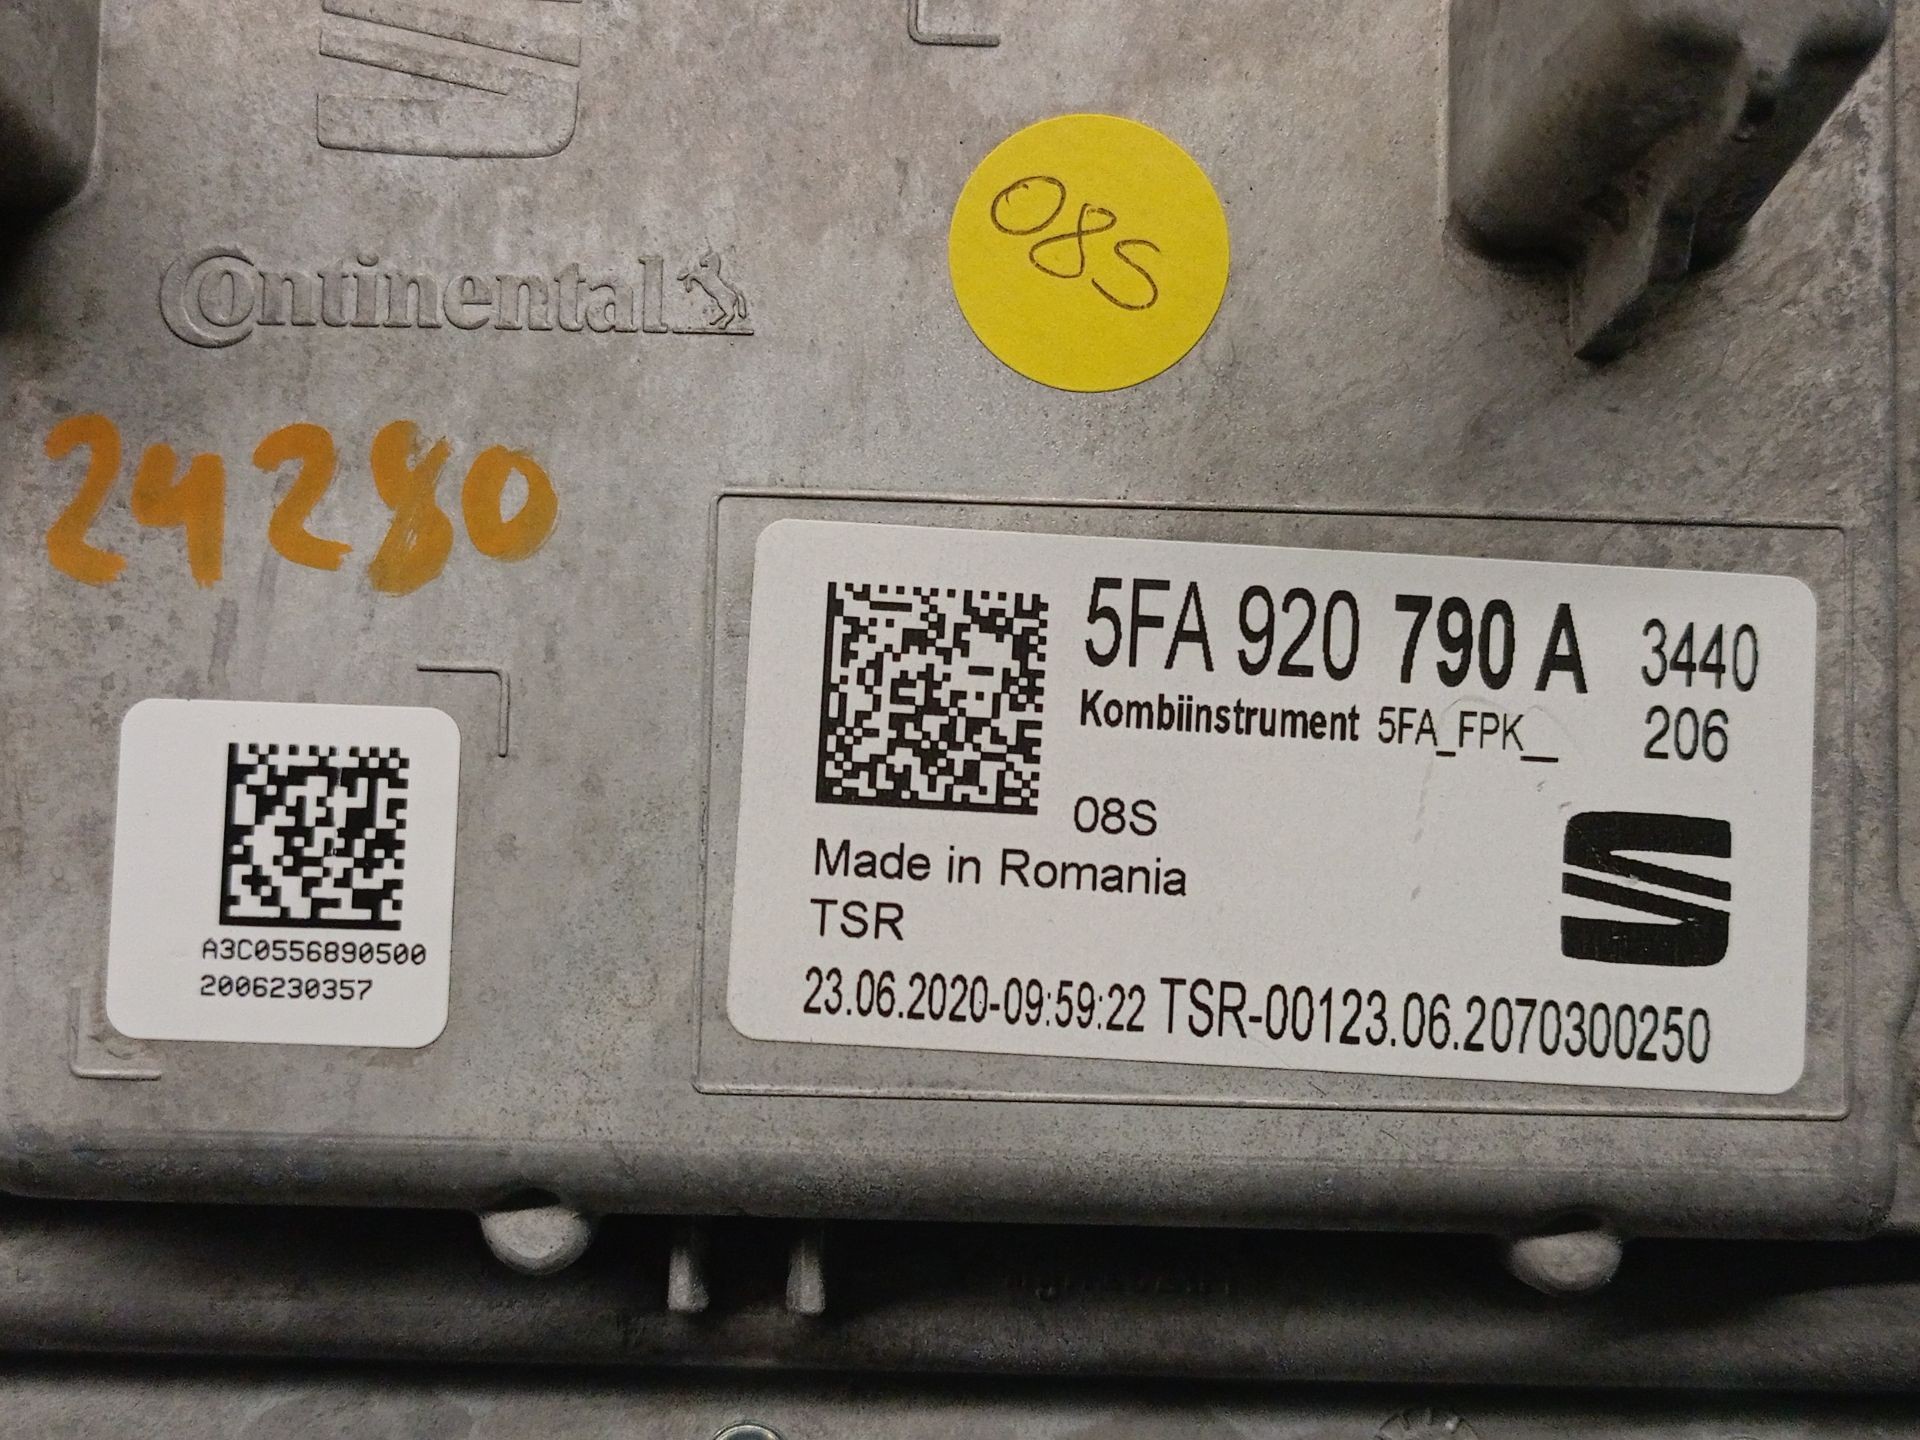 Continental
08S
24280
5FA 920 790 A 3440
Kombiinstrument 5FA_FPK__ 206
08S
Made in Romania
TSR
23.06.2020-09:59:22 TSR-00123.06.2070300250
A3C0556890500
2006230357